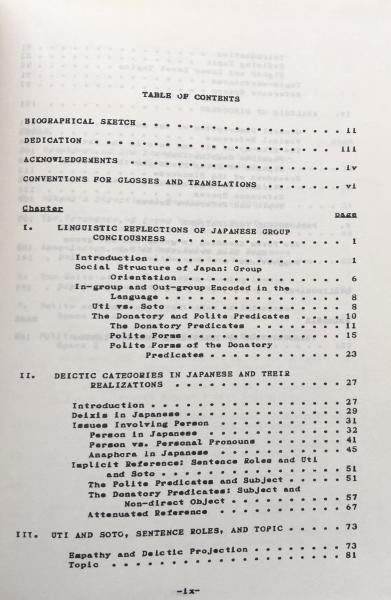 TABLE OF CONTENTS
BIOGRAPHICAL SKETCH . . . . . . . . . . . . . . . . . . ii
DEDICATION . . . . . . . . . . . . . . . . . . . . . . iii
ACKNOWLEDGEMENTS . . . . . . . . . . . . . . . . . . . iv
CONVENTIONS FOR GLOSSES AND TRANSLATIONS . . . . . . . vi
Chapter page
I. LINGUISTIC REFLECTIONS OF JAPANESE GROUP
CONCIOUSNESS . . . . . . . . . . . . . . . 1
Introduction . . . . . . . . . . . . . . . . . 1
Social Structure of Japan: Group
Orientation . . . . . . . . . . . . . . 6
In-group and Out-group Encoded in the
Language . . . . . . . . . . . . . . . . 8
Uti vs. Soto . . . . . . . . . . . . . . . . 8
The Donatory and Polite Predicates . . . . . 10
The Donatory Predicates . . . . . . . . . 11
Polite Forms . . . . . . . . . . . . . . . 15
Polite Forms of the Donatory
Predicates . . . . . . . . . . . . . 23
II. DEICTIC CATEGORIES IN JAPANESE AND THEIR
REALIZATIONS . . . . . . . . . . . . . . . 27
Introduction . . . . . . . . . . . . . . . . . 27
Deixis in Japanese . . . . . . . . . . . . . . 29
Issues Involving Person . . . . . . . . . . . 31
Person in Japanese . . . . . . . . . . . . . 32
Person vs. Personal Pronouns . . . . . . . . 41
Anaphora in Japanese . . . . . . . . . . . . 45
Implicit Reference: Sentence Roles and Uti
and Soto . . . . . . . . . . . . . . . . 51
The Polite Predicates and Subject . . . . . 51
The Donatory Predicates: Subject and
Non-direct Object . . . . . . . . . . . 57
Attenuated Reference . . . . . . . . . . . . 67
III. UTI AND SOTO, SENTENCE ROLES, AND TOPIC . . . . . 73
Empathy and Deictic Projection . . . . . . . . 73
Topic . . . . . . . . . . . . . . . . . . . . 81
-ix-